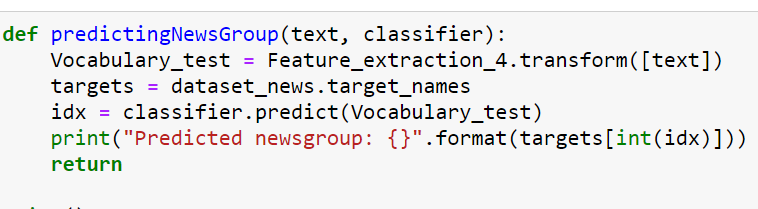 def predictingNewsGroup(text, classifier):
    Vocabulary_test = Feature_extraction_4.transform([text])
    targets = dataset_news.target_names
    idx = classifier.predict(Vocabulary_test)
    print("Predicted newsgroup: {}".format(targets[int(idx)]))
    return